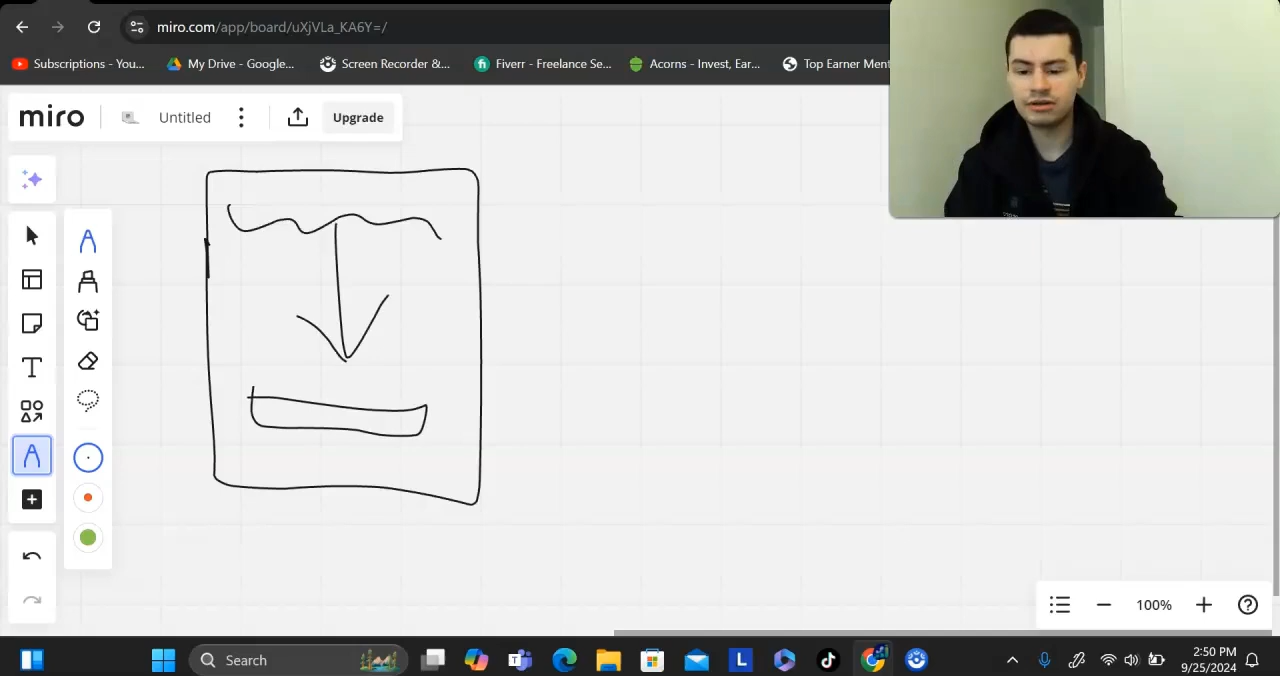 miro.com/app/board/uXjVLa_KA6Y=/
Subscriptions - You...
My Drive - Google...
Screen Recorder &...
Fiverr - Freelance Se...
Acorns - Invest, Ear...
Top Earner Ment
miro
Untitled
Upgrade
T
100%
Search
L
2:50 PM
9/25/2024